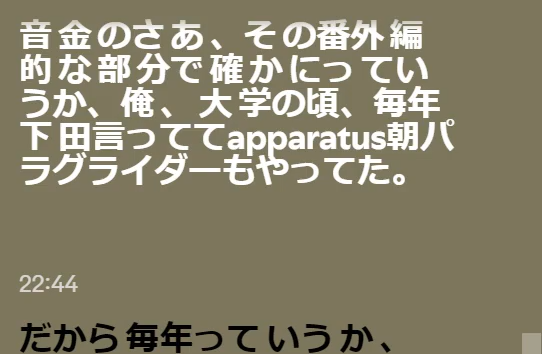 音金のさあ、その番外編
的な部分で確かにってい
うか、俺、大学の頃、毎年
下田言っててapparatus朝パ
ラグライダーもやってた。
22:44
だから毎年っていうか、